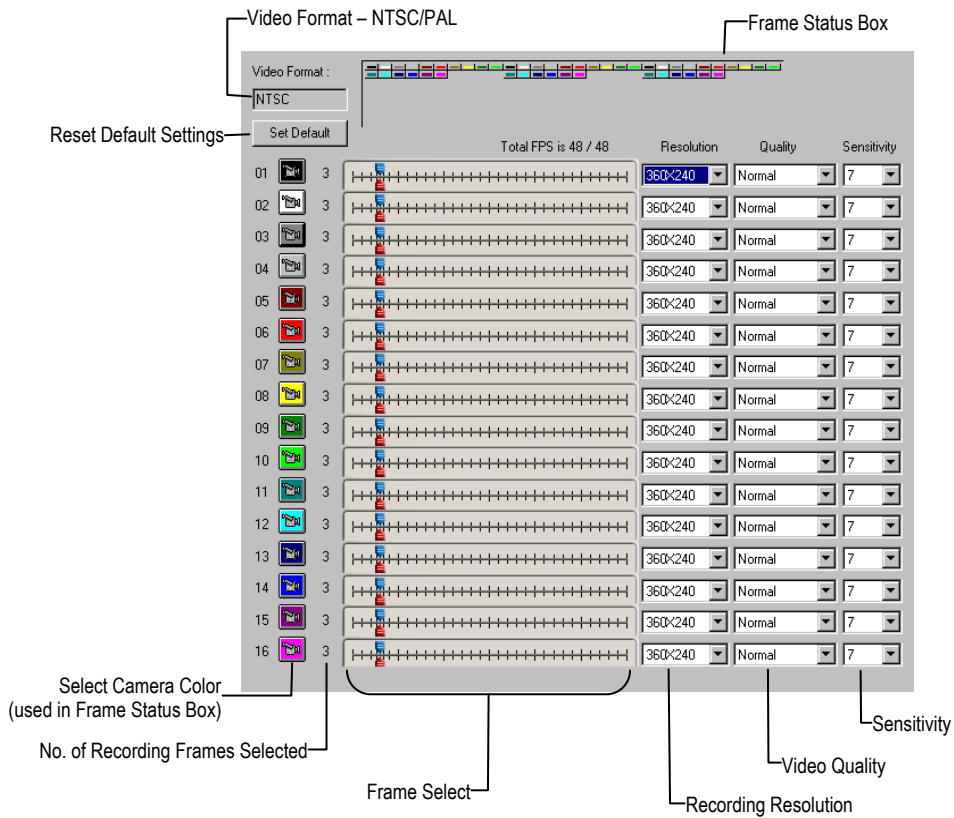 Video Format – NTSC/PAL
Frame Status Box
Video Format :
NTSC
Reset Default Settings
Set Default
Total FPS is 48 / 48 Resolution Quality Sensitivity
01 3 360X240 Normal 7
02 3 360X240 Normal 7
03 3 360X240 Normal 7
04 3 360X240 Normal 7
05 3 360X240 Normal 7
06 3 360X240 Normal 7
07 3 360X240 Normal 7
08 3 360X240 Normal 7
09 3 360X240 Normal 7
10 3 360X240 Normal 7
11 3 360X240 Normal 7
12 3 360X240 Normal 7
13 3 360X240 Normal 7
14 3 360X240 Normal 7
15 3 360X240 Normal 7
16 3 360X240 Normal 7
Select Camera Color
(used in Frame Status Box)
Sensitivity
No. of Recording Frames Selected
Video Quality
Frame Select
Recording Resolution